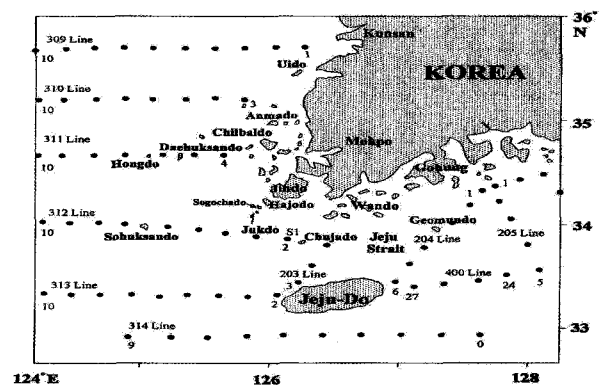 36°
N
309 Line
10
1
Kunsan
Uido
KOREA
310 Line
10
3
Anmado
35
311 Line
Chilbaldo
Daehuksando
Mokpo
10
Hongdo
9
4
Gohung
Jindo
Hajodo
Sogochado
Wando
1
1
312 Line
10
Sohuksando
Jukdo
S1
2
Chujado
Jeju
Strait
Geomundo
204 Line
205 Line
34
313 Line
10
203 Line
3
2
Jeju-Do
6
27
400 Line
24
5
314 Line
9
0
33
124°E
126
128